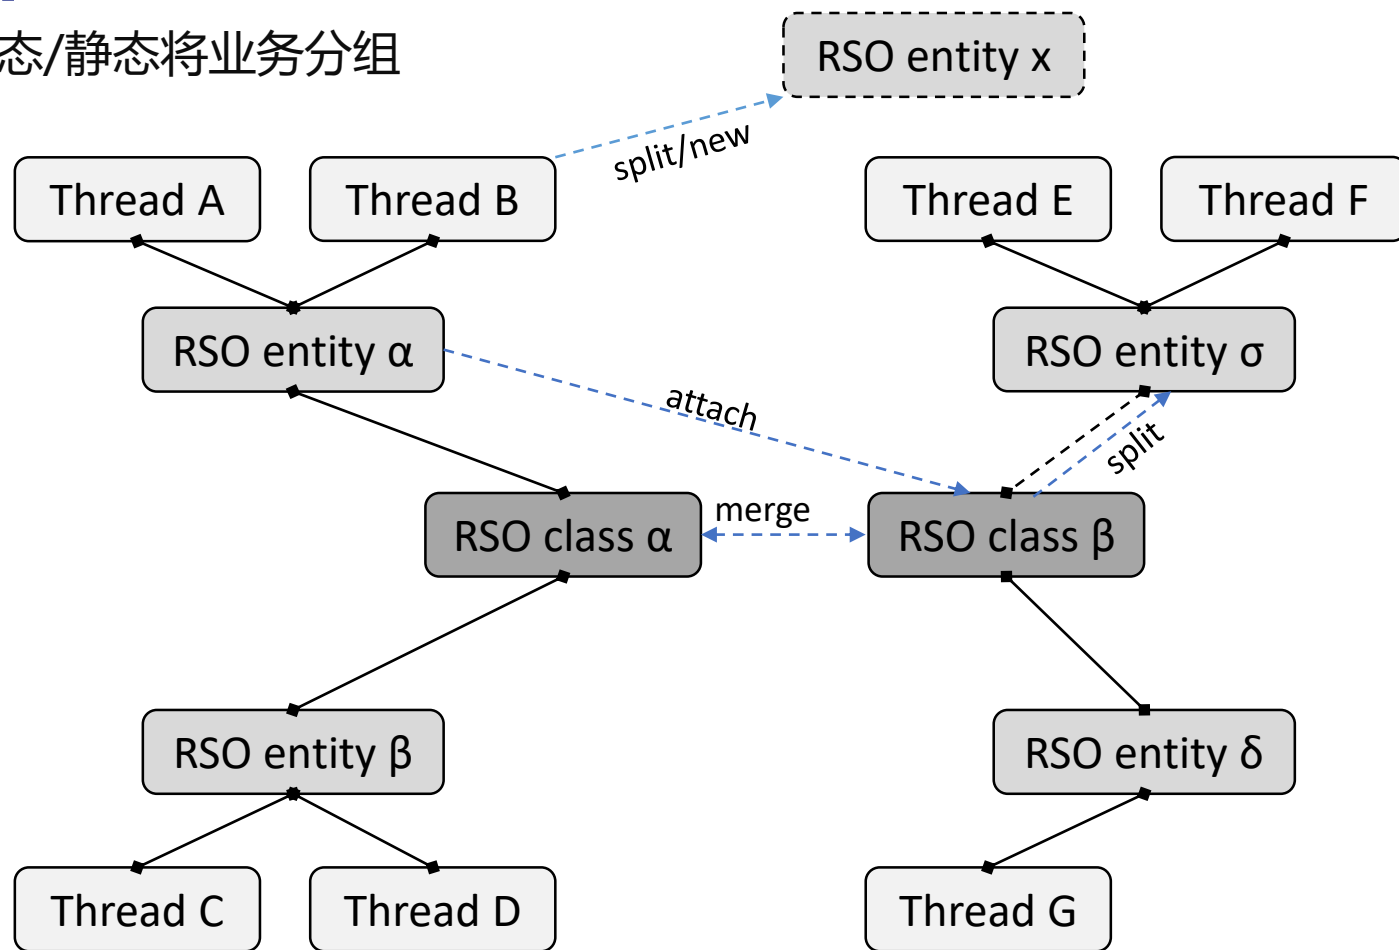 态/静态将业务分组
RSO entity x
split/new
Thread A
Thread B
Thread E
Thread F
RSO entity α
RSO entity σ
attach
split
RSO class α
merge
RSO class β
RSO entity β
RSO entity δ
Thread C
Thread D
Thread G